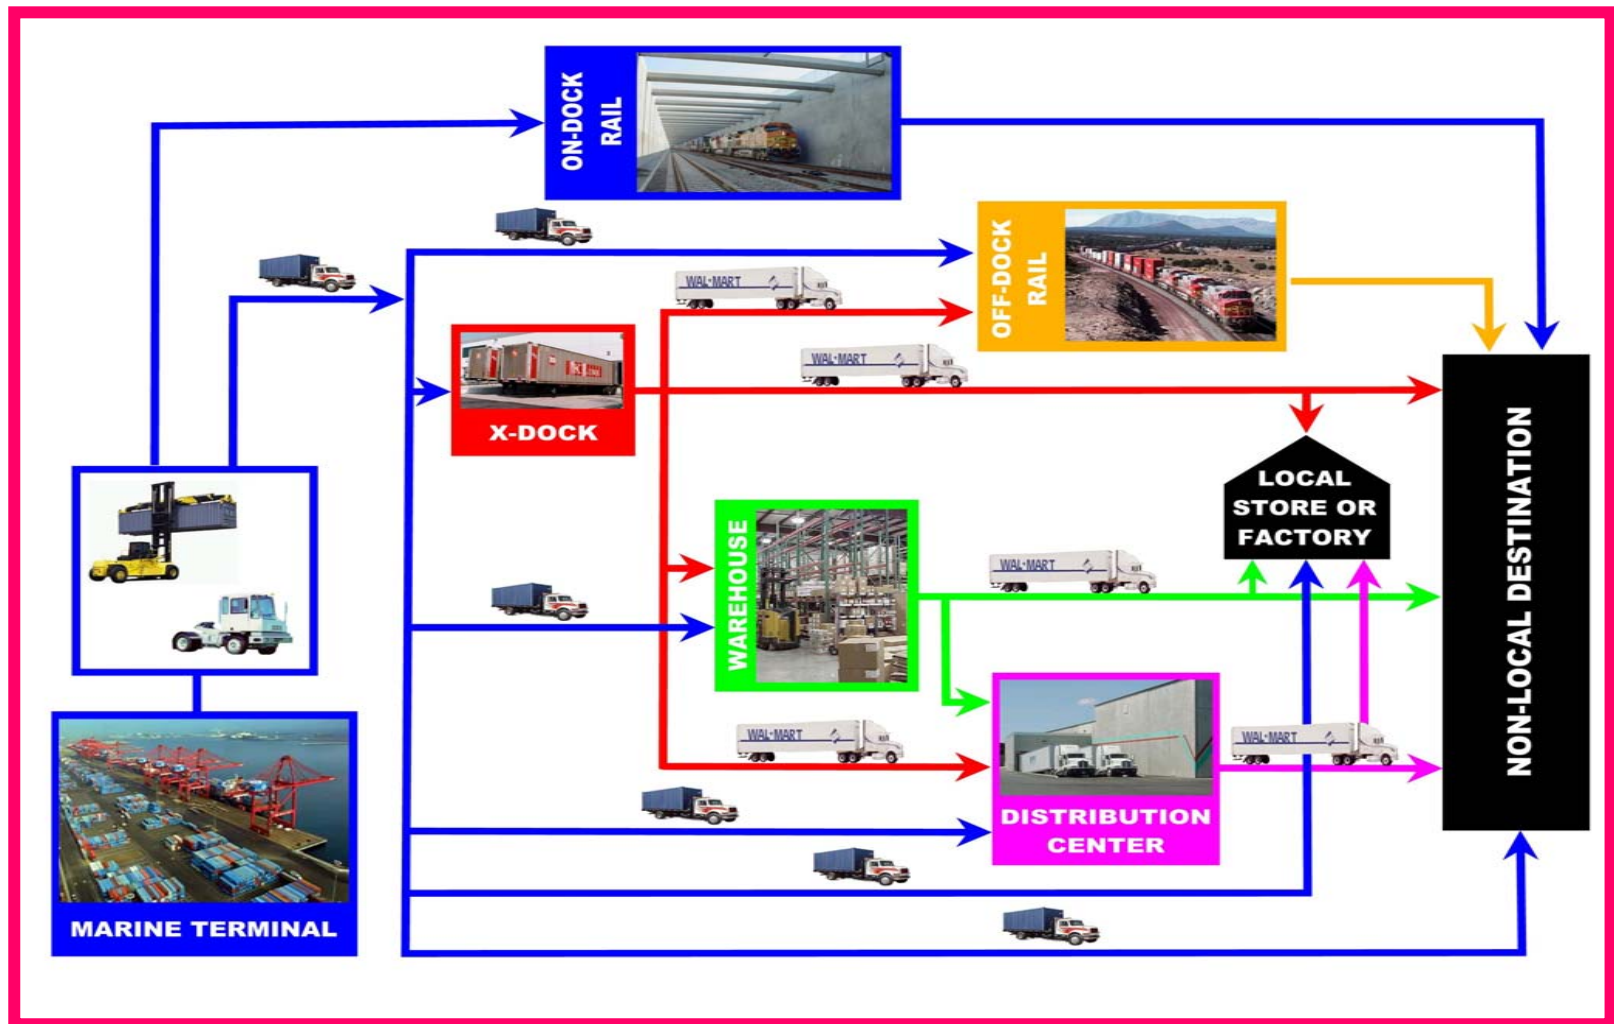 ON-DOCK
RAIL
OFF-DOCK
RAIL
WAL-MART
WAL-MART
X-DOCK
LOCAL
STORE OR
FACTORY
WAREHOUSE
WAL-MART
NON-LOCAL DESTINATION
WAL-MART
WAL-MART
DISTRIBUTION
CENTER
MARINE TERMINAL